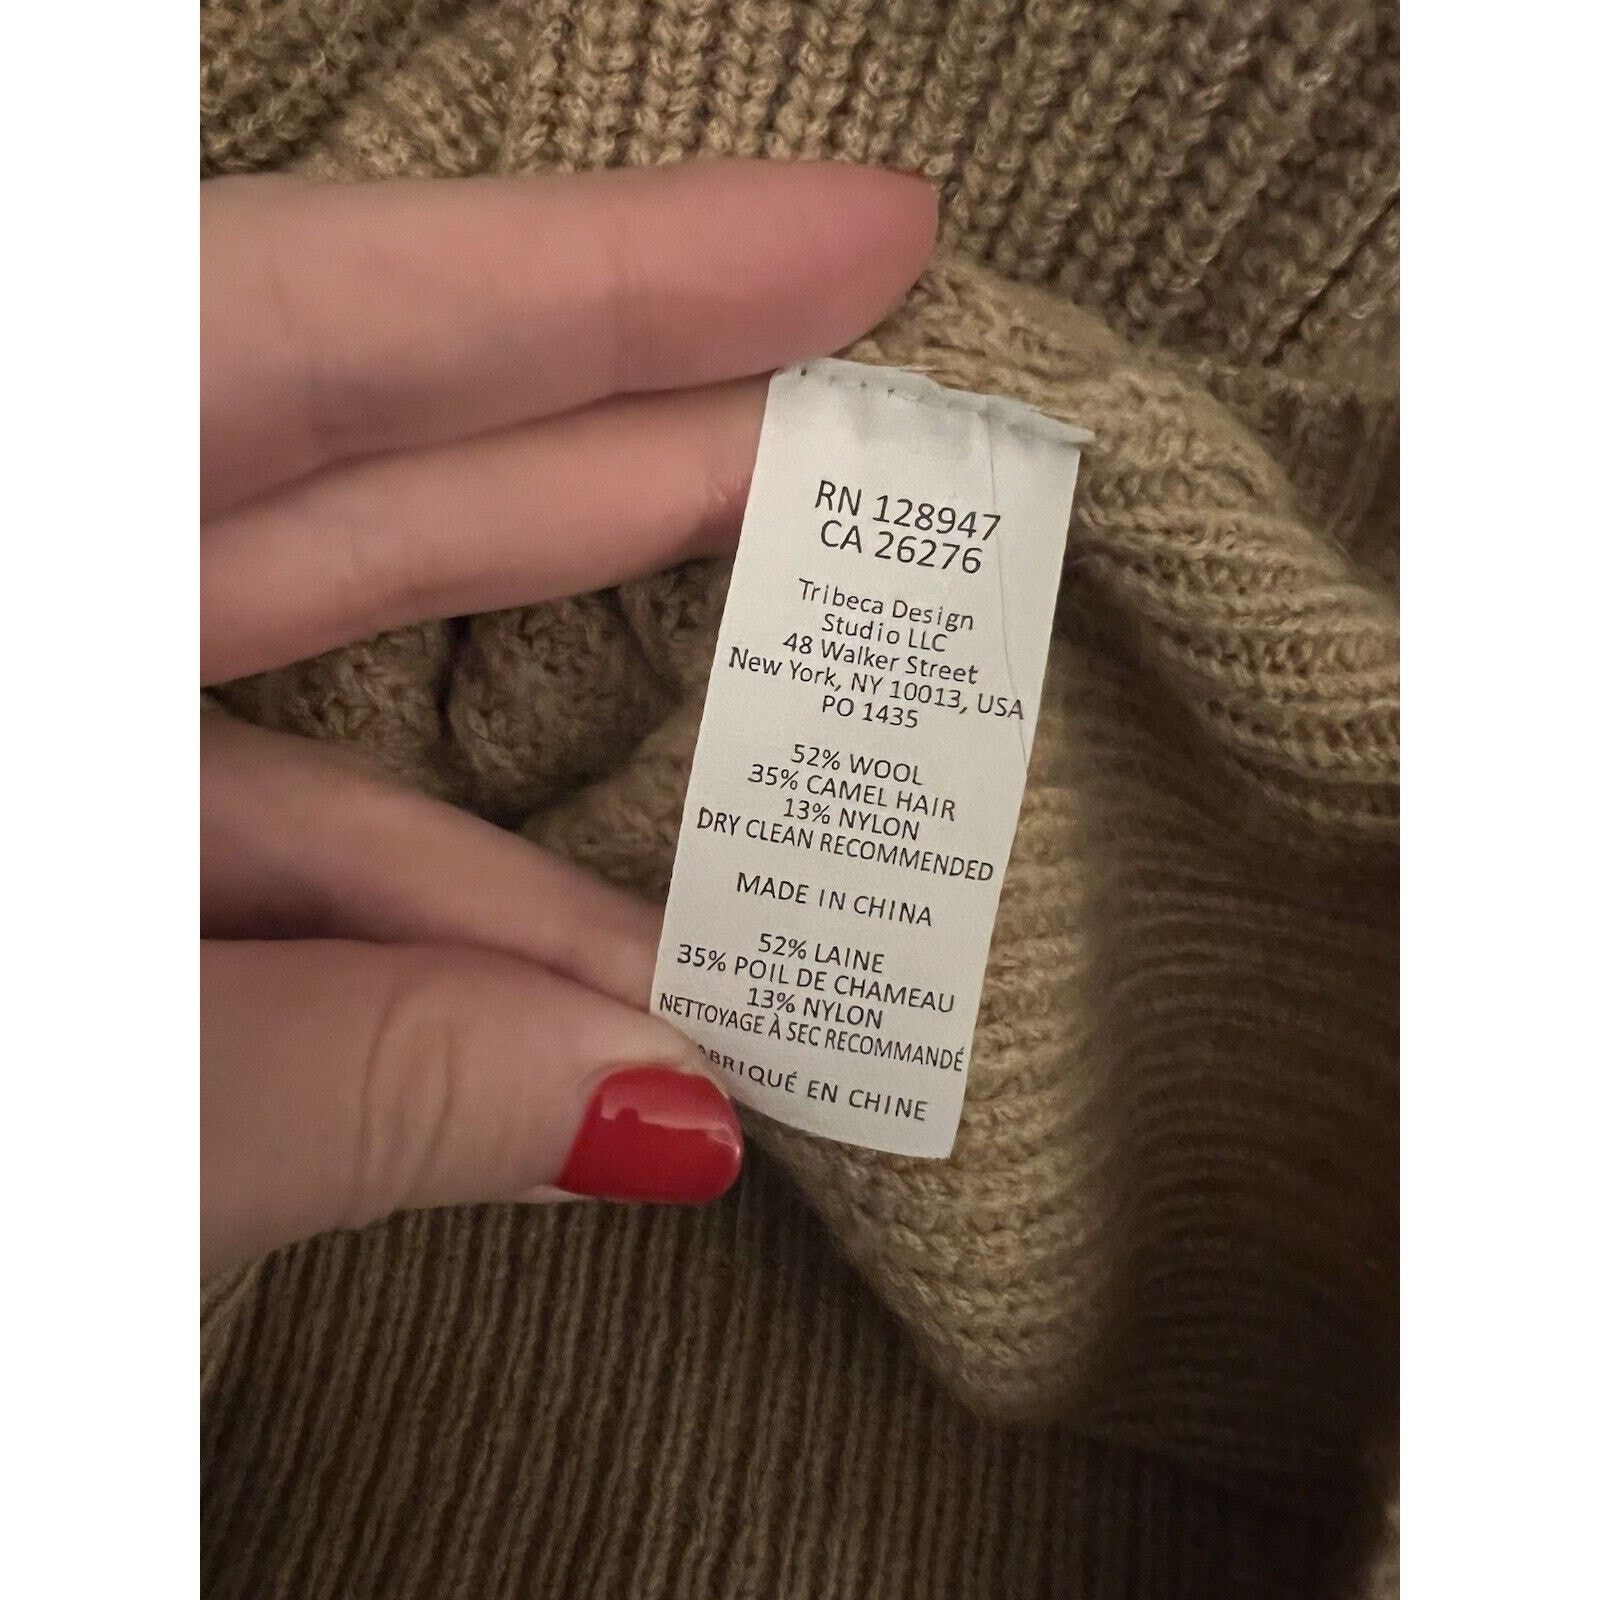 RN 128947
CA 26276
Tribeca Design
Studio LLC
48 Walker Street
New York, NY 10013, USA
PO 1435
52% WOOL
35% CAMEL HAIR
13% NYLON
DRY CLEAN RECOMMENDED
MADE IN CHINA
52% LAINE
35% POIL DE CHAMEAU
13% NYLON
NETTOYAGE À SEC RECOMMANDÉ
ABRIQUÉ EN CHINE